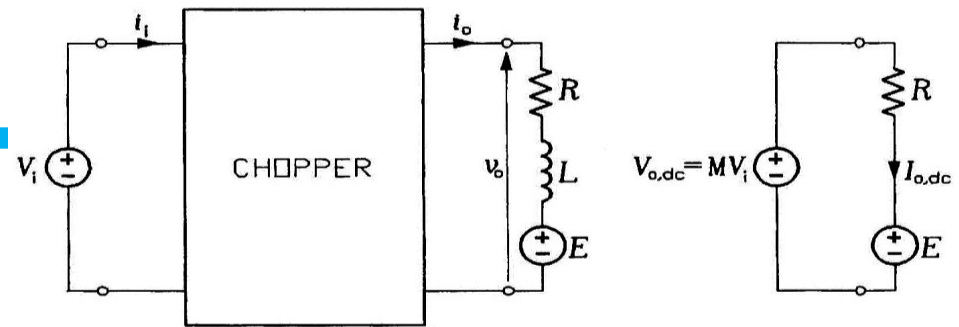 i_i
i_o
R
R
V_i
CHOPPER
v_o
L
V_o,dc=MV_i
I_o,dc
E
E